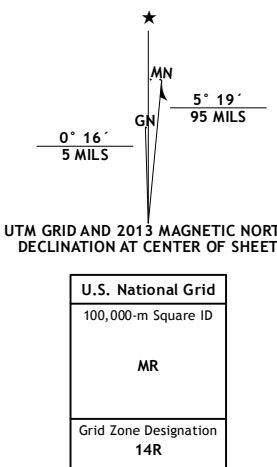 MN
GN
5° 19´
95 MILS
0° 16´
5 MILS
UTM GRID AND 2013 MAGNETIC NORT
DECLINATION AT CENTER OF SHEET
U.S. National Grid
100,000-m Square ID
MR
Grid Zone Designation
14R